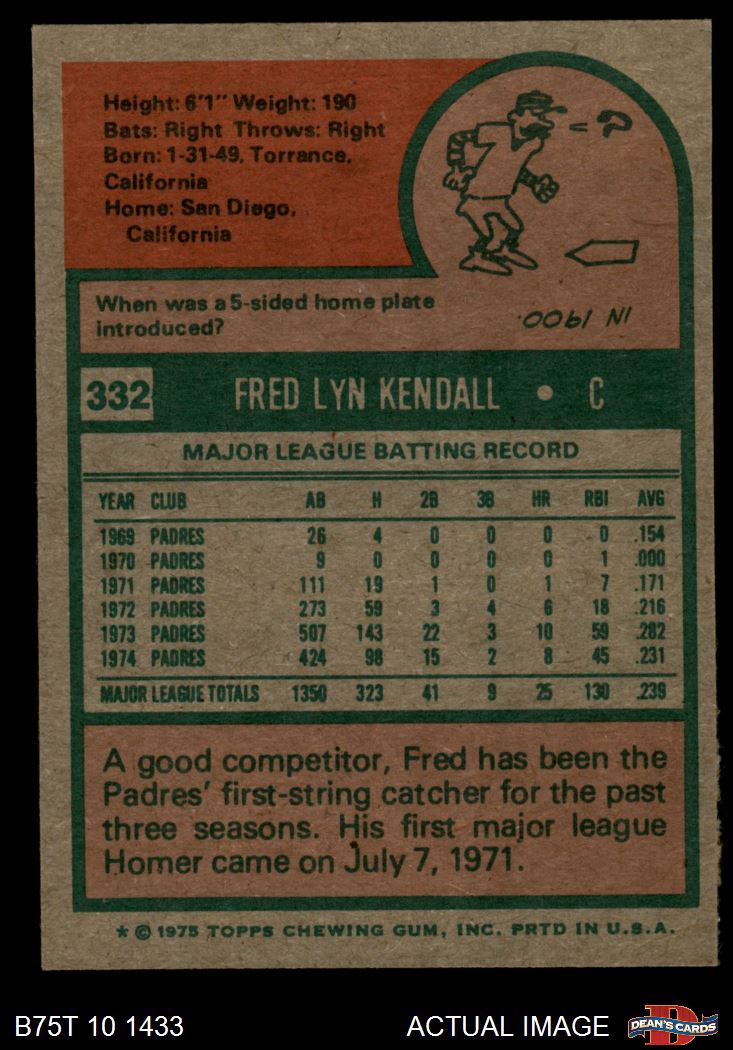 Height: 6'1" Weight: 190
Bats: Right Throws: Right
Born: 1-31-49, Torrance,
California
Home: San Diego,
California
When was a 5-sided home plate
introduced?
IN 1900.
332 FRED LYN KENDALL • C
MAJOR LEAGUE BATTING RECORD
YEAR CLUB AB H 2B 3B HR RBI AVG
1969 PADRES 26 4 0 0 0 0 .154
1970 PADRES 9 0 0 0 0 1 .000
1971 PADRES 111 19 1 0 1 7 .171
1972 PADRES 273 59 3 4 6 18 .216
1973 PADRES 507 143 22 3 10 59 .282
1974 PADRES 424 98 15 2 8 45 .231
MAJOR LEAGUE TOTALS 1350 323 41 9 25 130 .239
A good competitor, Fred has been the
Padres' first-string catcher for the past
three seasons. His first major league
Homer came on July 7, 1971.
* © 1975 TOPPS CHEWING GUM, INC. PRTD IN U.S.A.
B75T 10 1433 ACTUAL IMAGE D DEAN'S CARDS